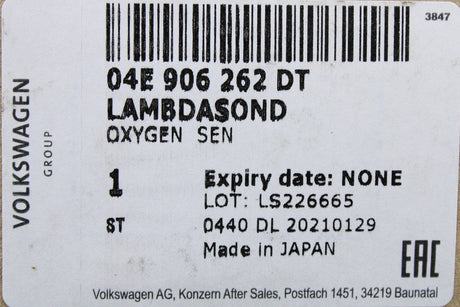 3847
04E 906 262 DT
LAMBDASOND
OXYGEN SEN
VOLKSWAGEN
GROUP
1
ST
Expiry date: NONE
LOT: LS226665
0440 DL 20210129
Made in JAPAN
EAC
Volkswagen AG, Konzern After Sales, Postfach 1451, 34219 Baunatal